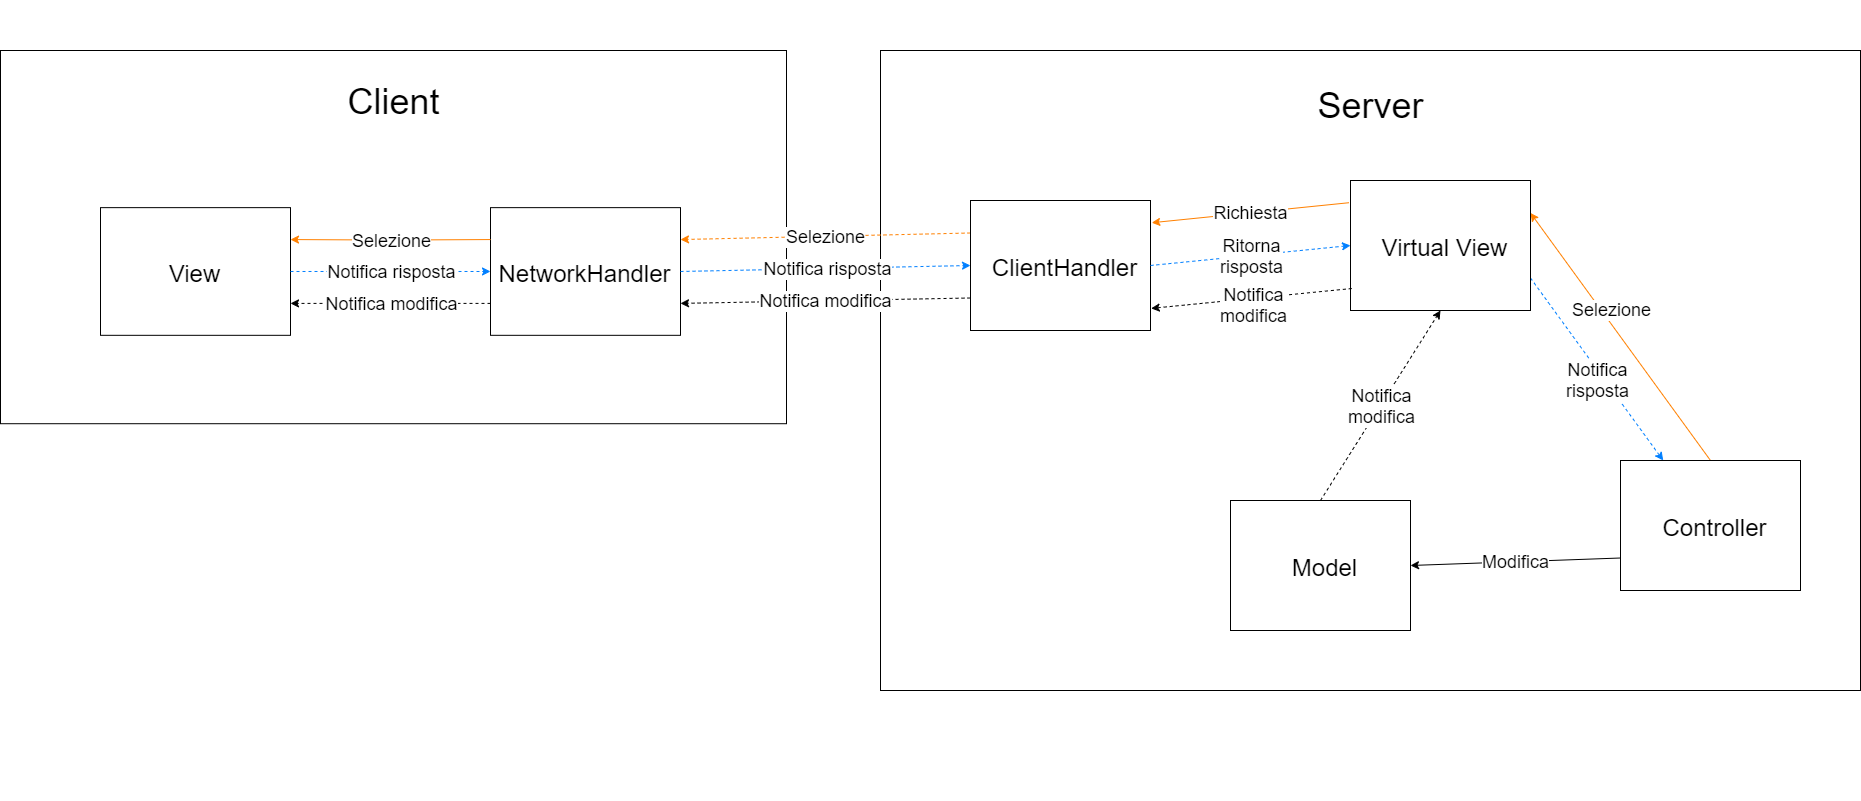 Client
Server
View
Selezione
Notifica risposta
Notifica modifica
NetworkHandler
Selezione
Notifica risposta
Notifica modifica
ClientHandler
Richiesta
Ritorna
risposta
Notifica
modifica
Virtual View
Selezione
Notifica
risposta
Notifica
modifica
Controller
Modifica
Model